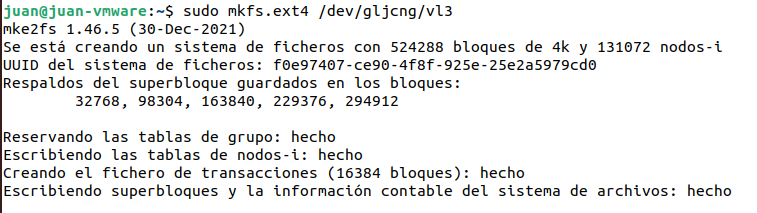 juan@juan-vmware:~$ sudo mkfs.ext4 /dev/gljcng/vl3
mke2fs 1.46.5 (30-Dec-2021)
Se está creando un sistema de ficheros con 524288 bloques de 4k y 131072 nodos-i
UUID del sistema de ficheros: f0e97407-ce90-4f8f-925e-25e2a5979cd0
Respaldos del superbloque guardados en los bloques:
32768, 98304, 163840, 229376, 294912
Reservando las tablas de grupo: hecho
Escribiendo las tablas de nodos-i: hecho
Creando el fichero de transacciones (16384 bloques): hecho
Escribiendo superbloques y la información contable del sistema de archivos: hecho